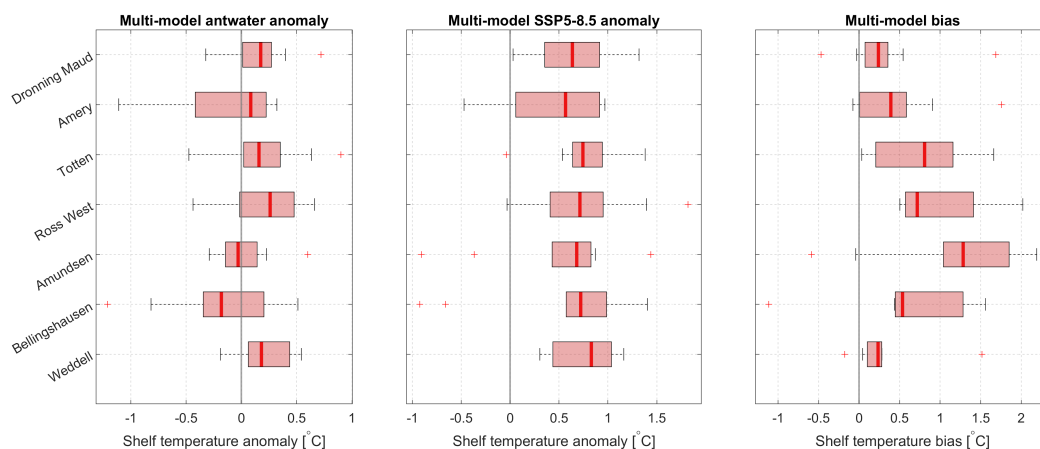 Multi-model antwater anomaly
Multi-model SSP5-8.5 anomaly
Multi-model bias
Dronning Maud
Amery
Totten
Ross West
Amundsen
Bellingshausen
Weddell
-1 -0.5 0 0.5 1
-1 -0.5 0 0.5 1 1.5
-1 -0.5 0 0.5 1 1.5 2
Shelf temperature anomaly [°C]
Shelf temperature anomaly [°C]
Shelf temperature bias [°C]